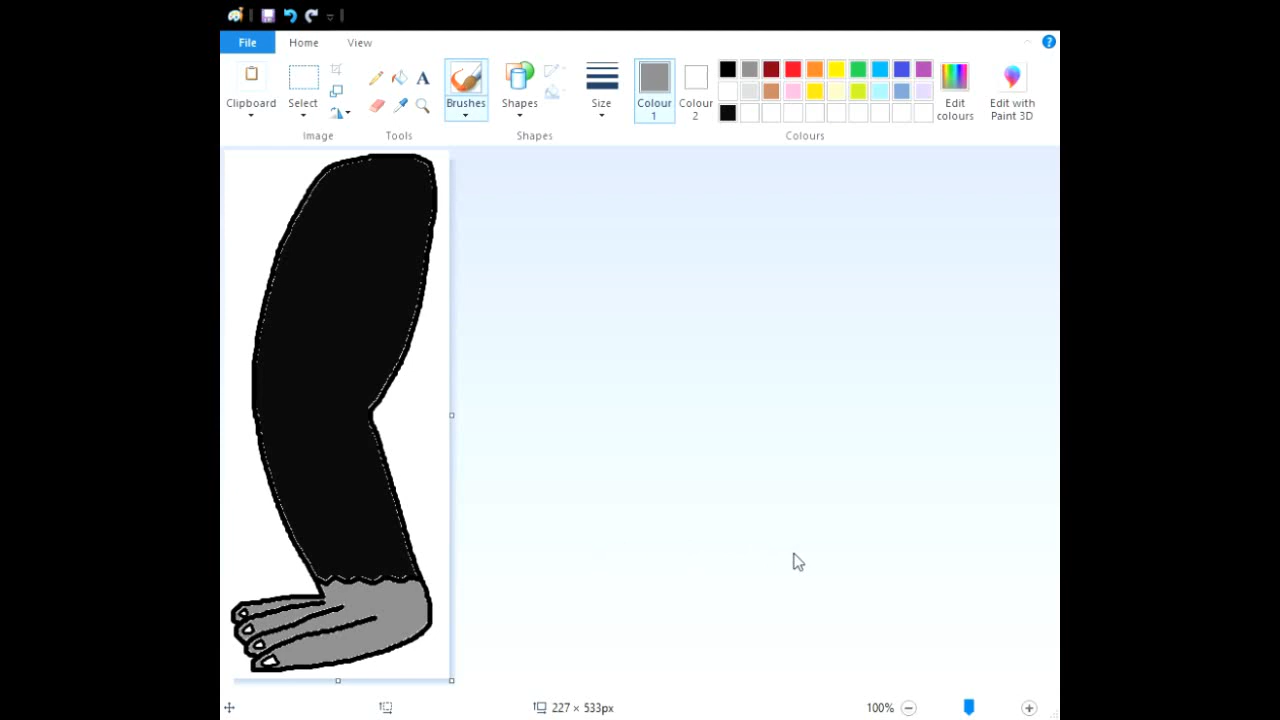 File Home View
Clipboard Select Brushes Shapes Size Colour 1 Colour 2 Edit colours Edit with Paint 3D
Image Tools Shapes Colours
227 × 533px 100%